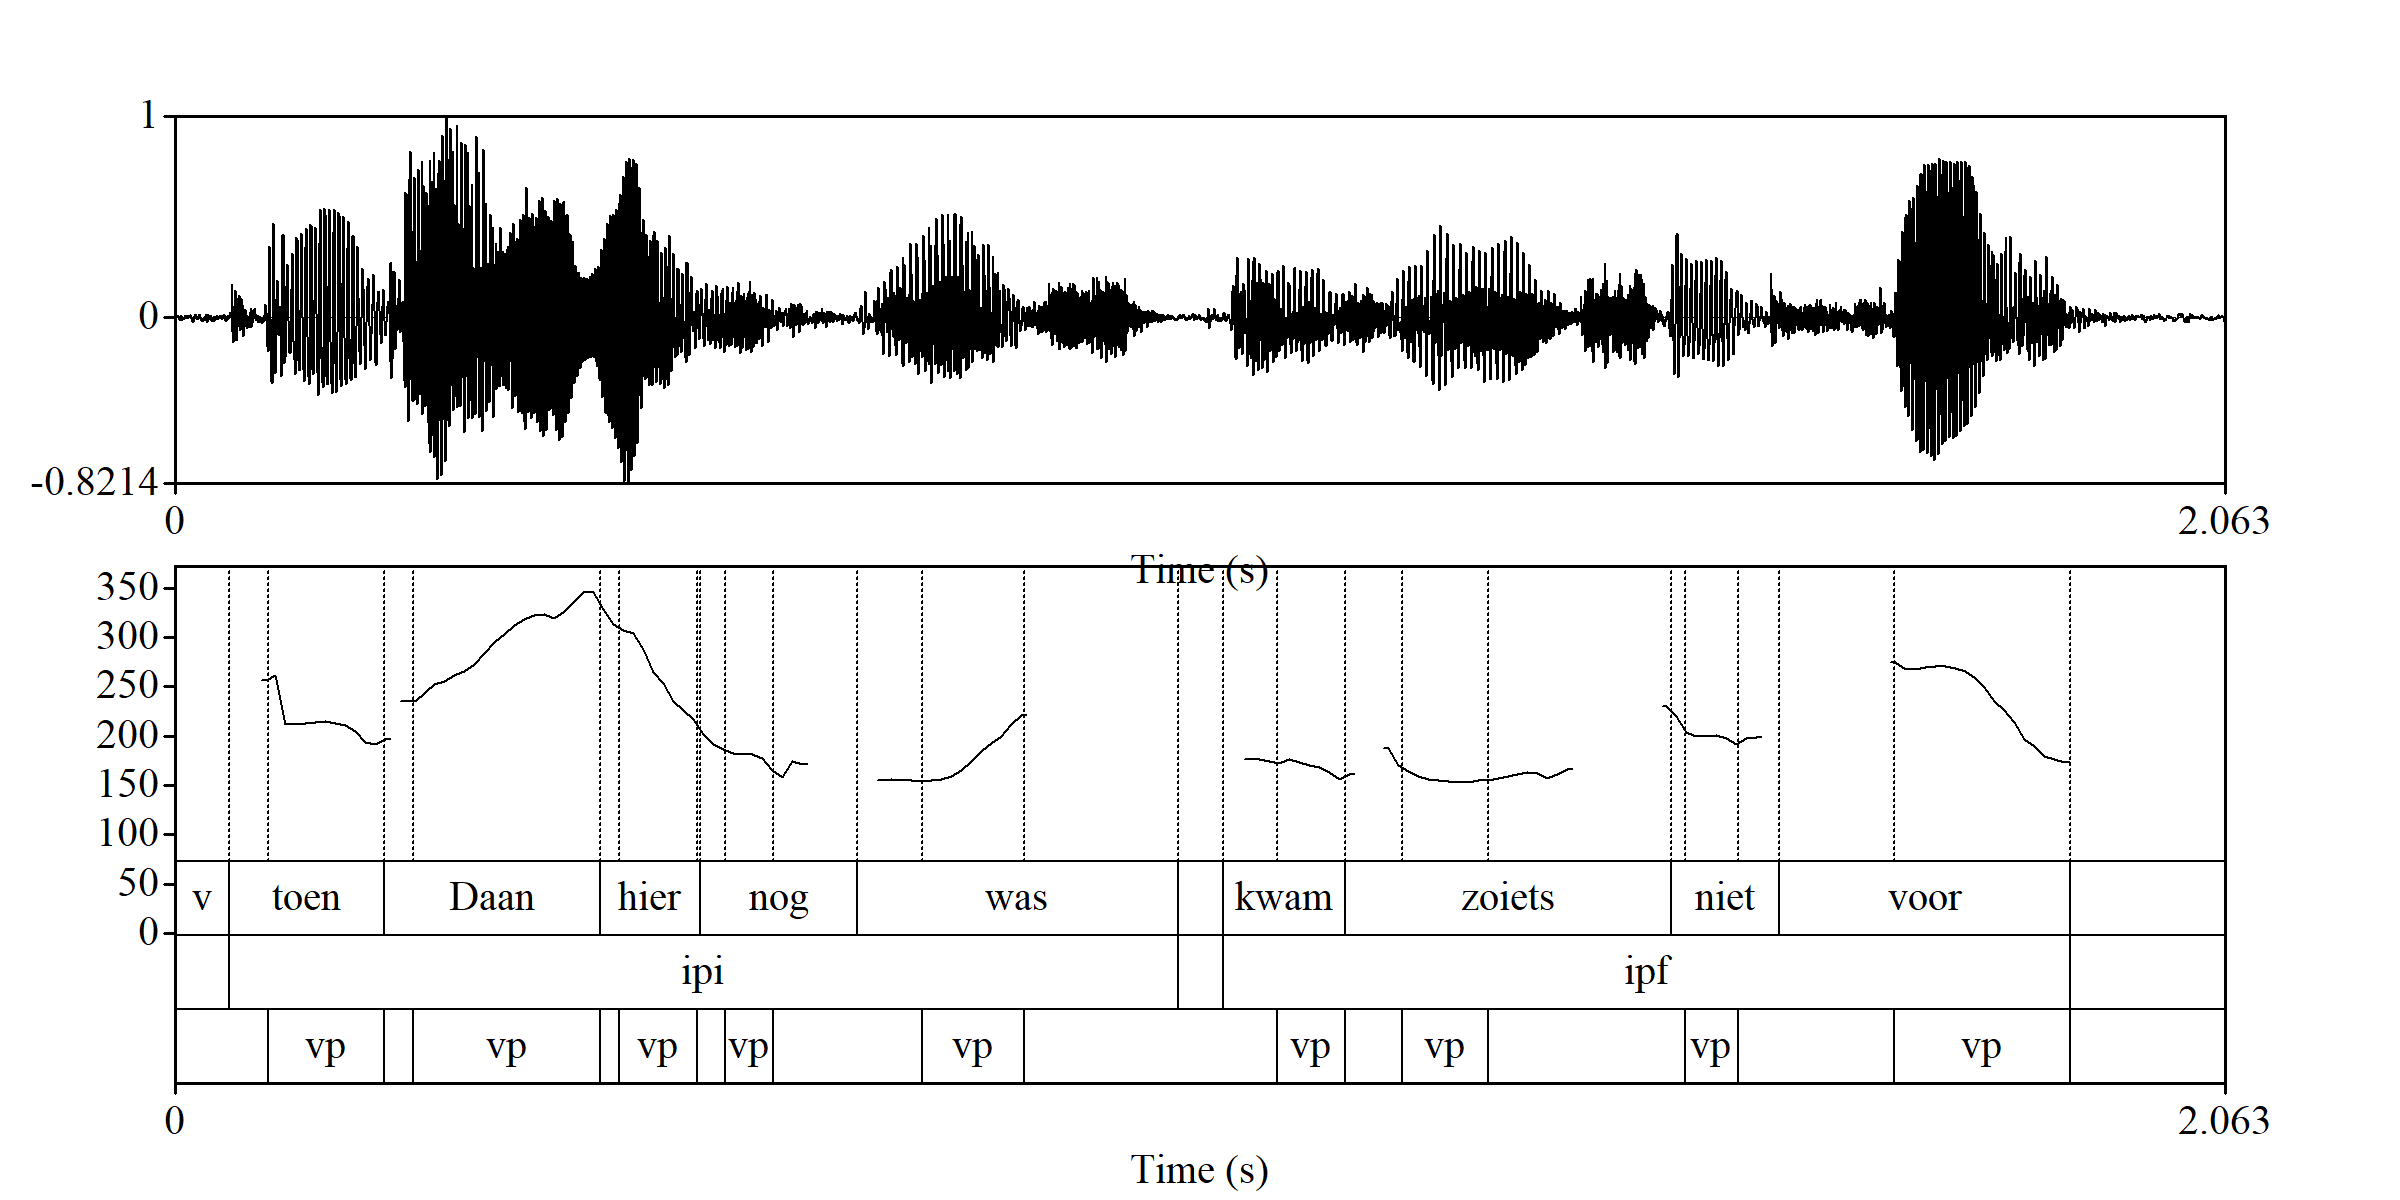 1
0
-0.8214
0 2.063
Time (s)
350
300
250
200
150
100
50
0
v toen Daan hier nog was kwam zoiets niet voor
ipi ipf
vp vp vp vp vp vp vp vp vp
0 2.063
Time (s)